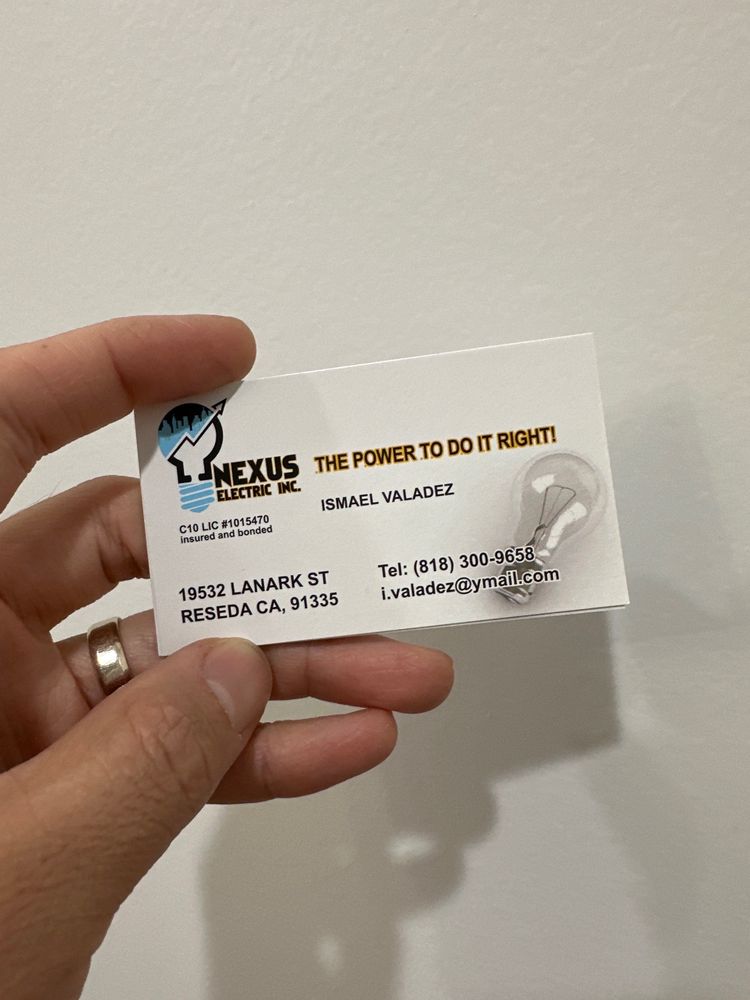 NEXUS
ELECTRIC INC.
C10 LIC #1015470
insured and bonded
THE POWER TO DO IT RIGHT!
ISMAEL VALADEZ
19532 LANARK ST
RESEDA CA, 91335
Tel: (818) 300-9658
i.valadez@ymail.com